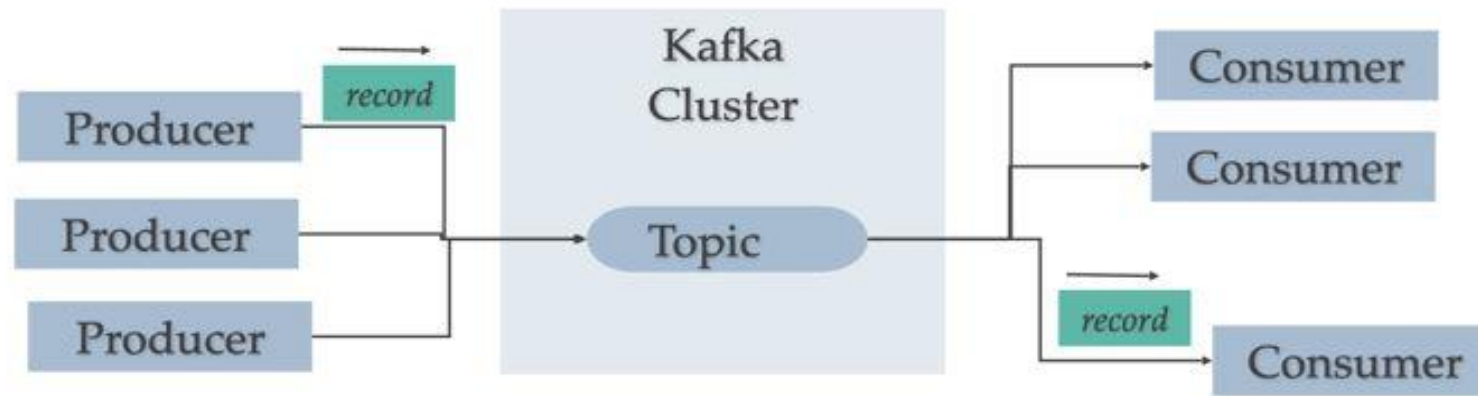 Kafka
Cluster
record
Producer
Producer
Producer
Topic
Consumer
Consumer
record
Consumer